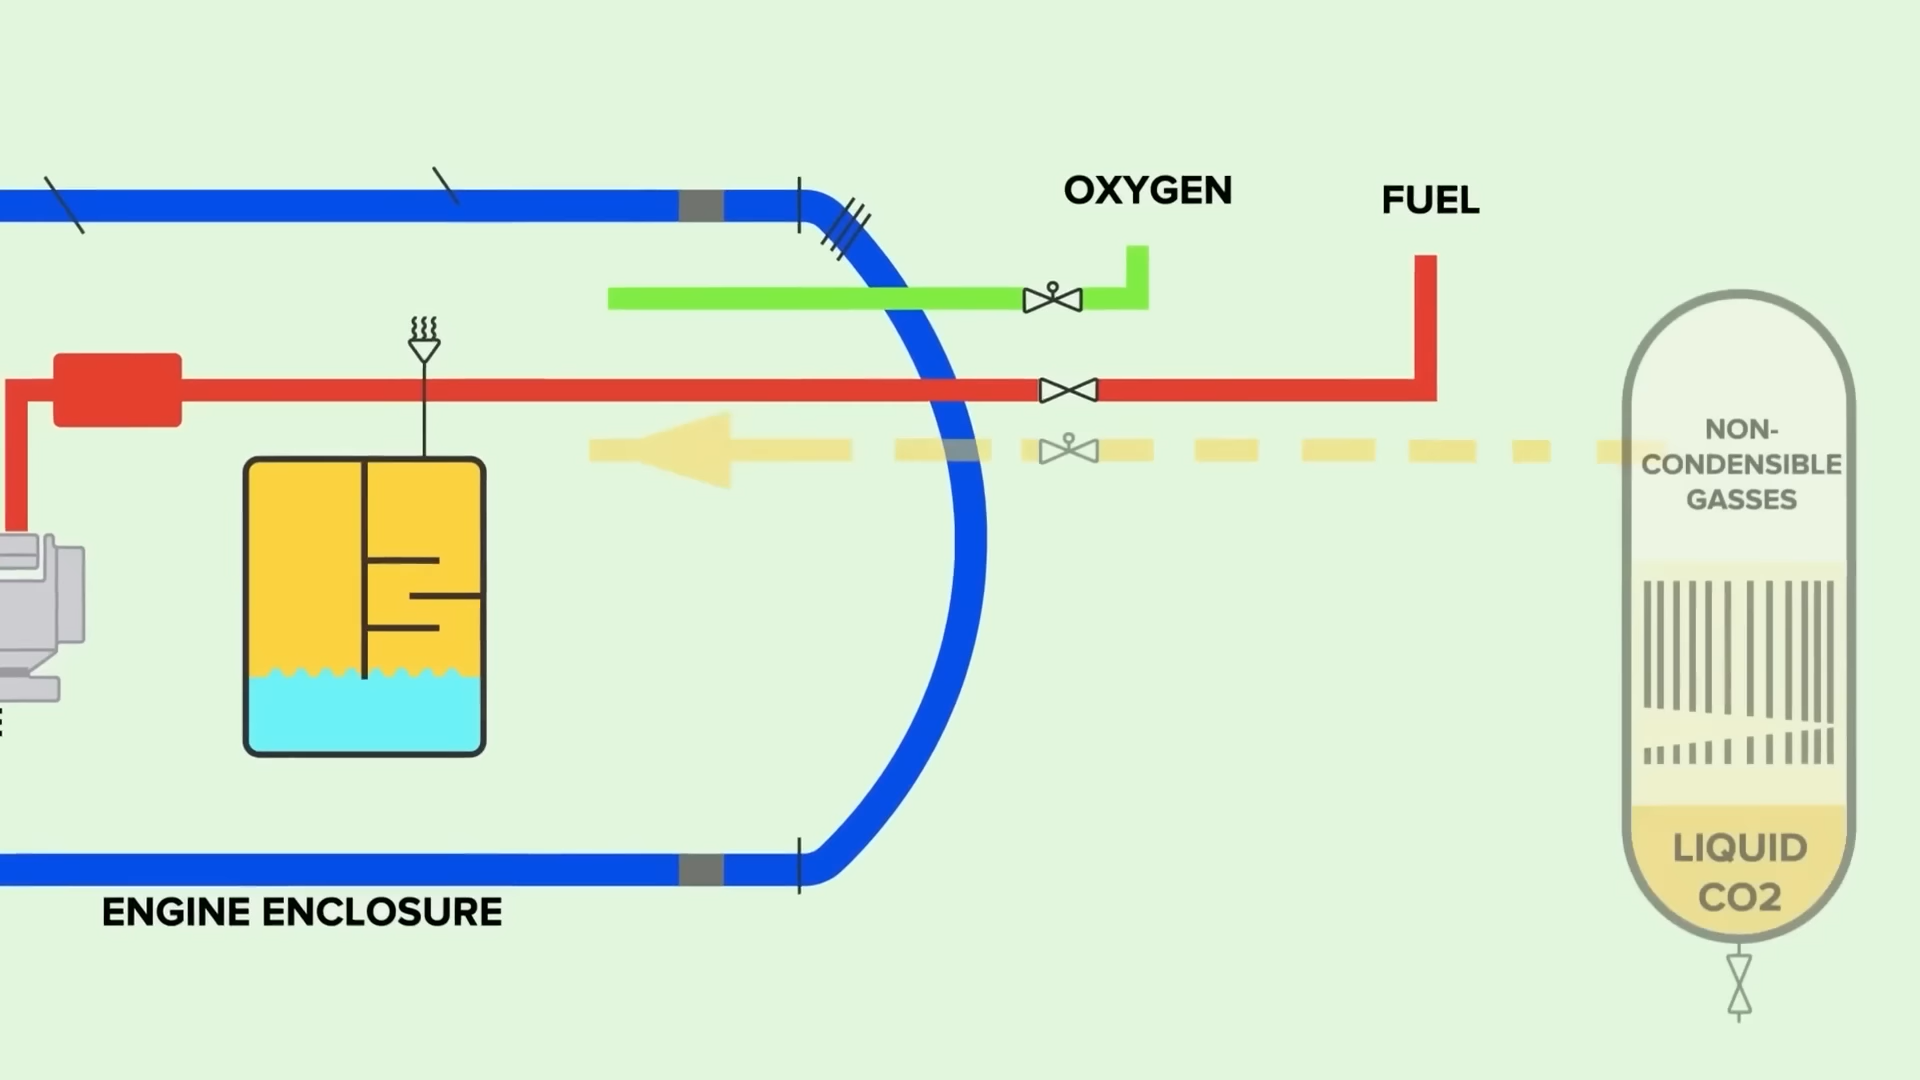 OXYGEN
FUEL
NON-
CONDENSIBLE
GASSES
LIQUID
CO2
ENGINE ENCLOSURE